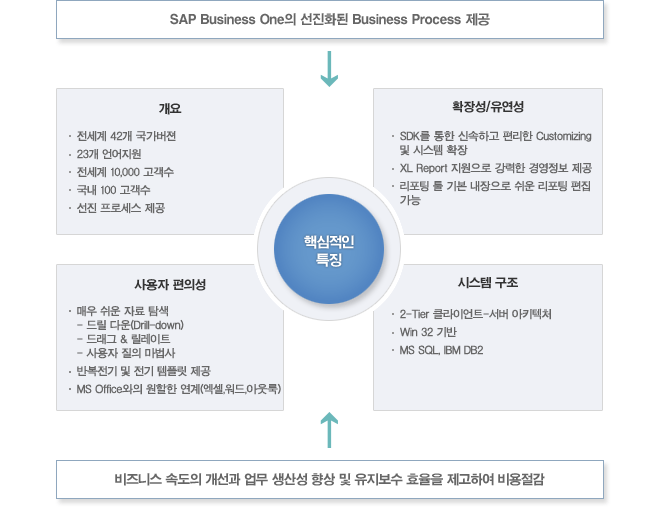 SAP Business One의 선진화된 Business Process 제공
개요
· 전세계 42개 국가버젼
· 23개 언어지원
· 전세계 10,000 고객수
· 국내 100 고객수
· 선진 프로세스 제공
확장성/유연성
· SDK를 통한 신속하고 편리한 Customizing
및 시스템 확장
· XL Report 지원으로 강력한 경영정보 제공
· 리포팅 툴 기본 내장으로 쉬운 리포팅 편집
가능
핵심적인
특징
사용자 편의성
· 매우 쉬운 자료 탐색
- 드릴 다운(Drill-down)
- 드래그 & 릴레이트
- 사용자 질의 마법사
· 반복전기 및 전기 템플릿 제공
· MS Office와의 원할한 연계(엑셀,워드,아웃룩)
시스템 구조
· 2-Tier 클라이언트-서버 아키텍쳐
· Win 32 기반
· MS SQL, IBM DB2
비즈니스 속도의 개선과 업무 생산성 향상 및 유지보수 효율을 제고하여 비용절감